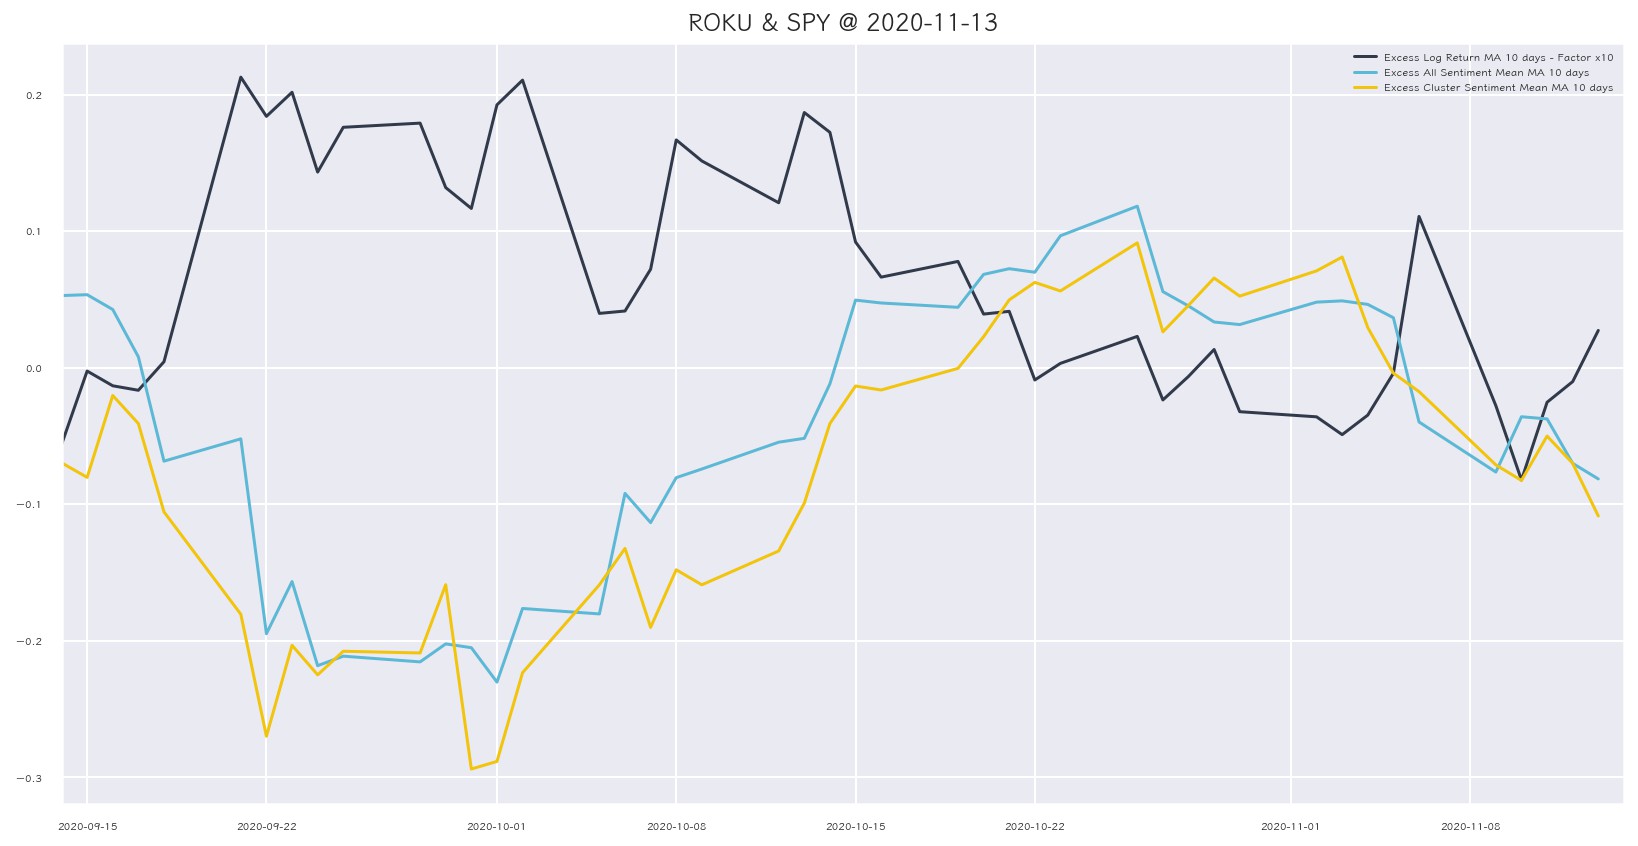 ROKU & SPY @ 2020-11-13
Excess Log Return MA 10 days - Factor x10
Excess All Sentiment Mean MA 10 days
Excess Cluster Sentiment Mean MA 10 days
0.2
0.1
0.0
−0.1
−0.2
−0.3
2020-09-15 2020-09-22 2020-10-01 2020-10-08 2020-10-15 2020-10-22 2020-11-01 2020-11-08